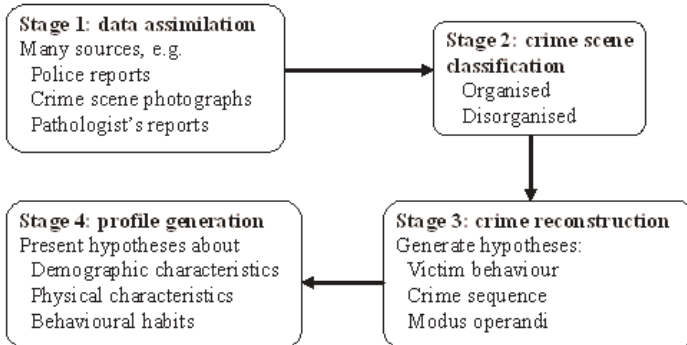 Stage 1: data assimilation
Many sources, e.g.
Police reports
Crime scene photographs
Pathologist's reports
Stage 2: crime scene
classification
Organised
Disorganised
Stage 3: crime reconstruction
Generate hypotheses:
Victim behaviour
Crime sequence
Modus operandi
Stage 4: profile generation
Present hypotheses about
Demographic characteristics
Physical characteristics
Behavioural habits